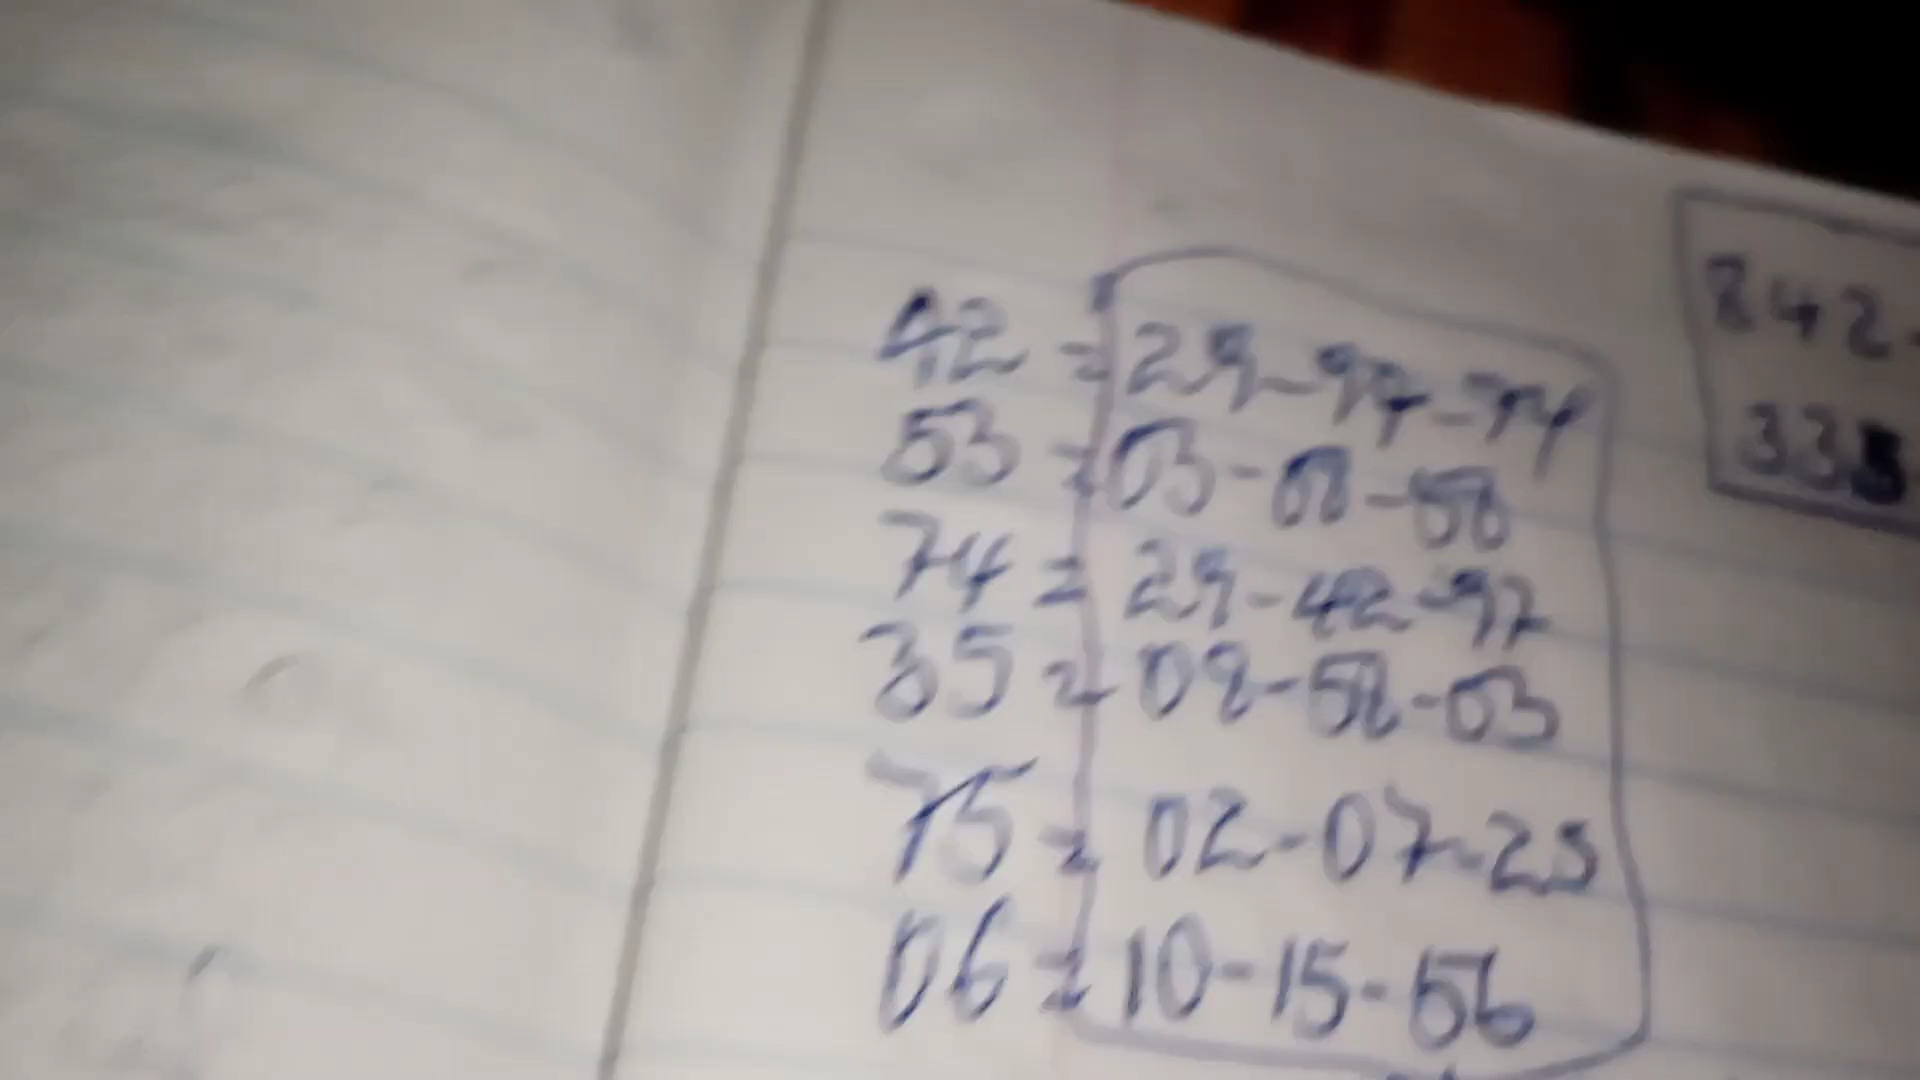 42 = 29-97-74
53 = 03-08-58
74 = 29-42-97
35 = 08-58-03
75 = 02-07-25
06 = 10-15-56
842-
335